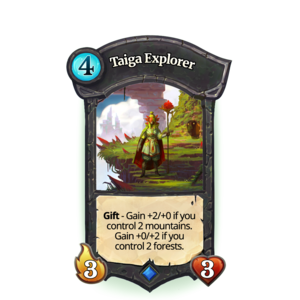 4
Taiga Explorer
Gift - Gain +2/+0 if you
control 2 mountains.
Gain +0/+2 if you
control 2 forests.
3
3